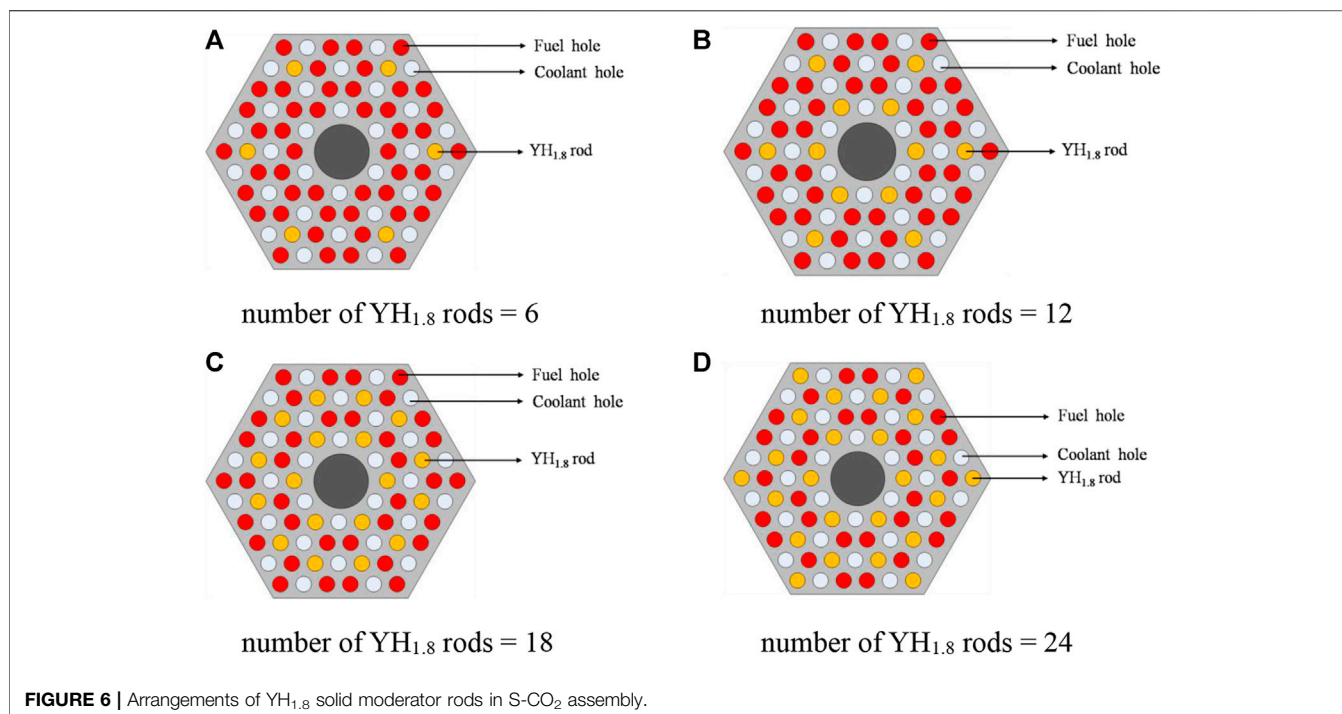 A
Fuel hole
Coolant hole
YH1.8 rod
number of YH1.8 rods = 6
B
Fuel hole
Coolant hole
YH1.8 rod
number of YH1.8 rods = 12
C
Fuel hole
Coolant hole
YH1.8 rod
number of YH1.8 rods = 18
D
Fuel hole
Coolant hole
YH1.8 rod
number of YH1.8 rods = 24
FIGURE 6 | Arrangements of YH1.8 solid moderator rods in S-CO2 assembly.